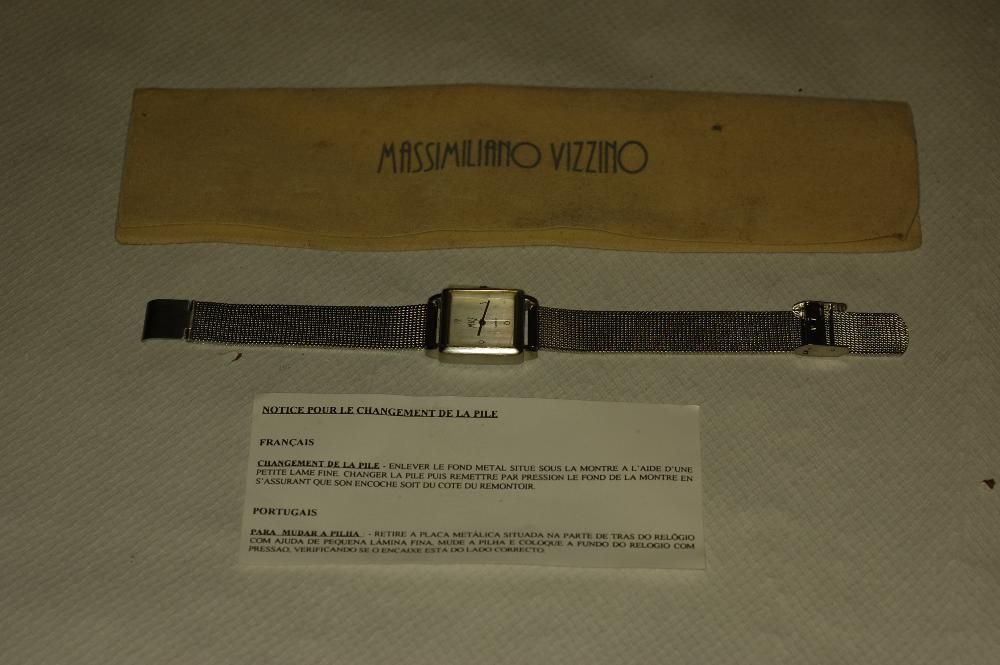 MASSIMILIANO VIZZINO
NOTICE POUR LE CHANGEMENT DE LA PILE
FRANÇAIS
CHANGEMENT DE LA PILE - ENLEVER LE FOND METAL SITUE SOUS LA MONTRE A L'AIDE D'UNE
PETITE LAME FINE. CHANGER LA PILE PUIS REMETTRE PAR PRESSION LE FOND DE LA MONTRE EN
S'ASSURANT QUE SON ENCOCHE SOIT DU COTE DU REMONTOIR.
PORTUGAIS
PARA MUDAR A PILHA - RETIRE A PLACA METÁLICA SITUADA NA PARTE DE TRAS DO RELÓGIO
COM AJUDA DE PEQUENA LÁMINA FINA, MUDE A PILHA E COLOQUE A FUNDO DO RELOGIO COM
PRESSAO, VERIFICANDO SE O ENCAIXE ESTA DO LADO CORRECTO.